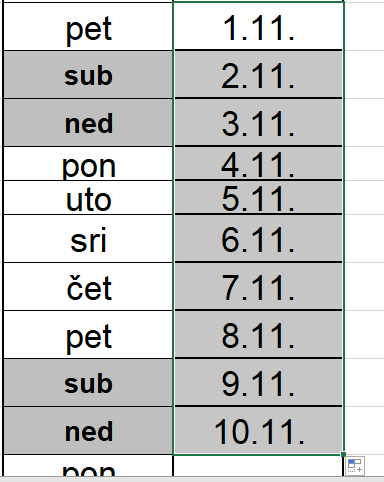 pet 1.11.
sub 2.11.
ned 3.11.
pon 4.11.
uto 5.11.
sri 6.11.
čet 7.11.
pet 8.11.
sub 9.11.
ned 10.11.
pon